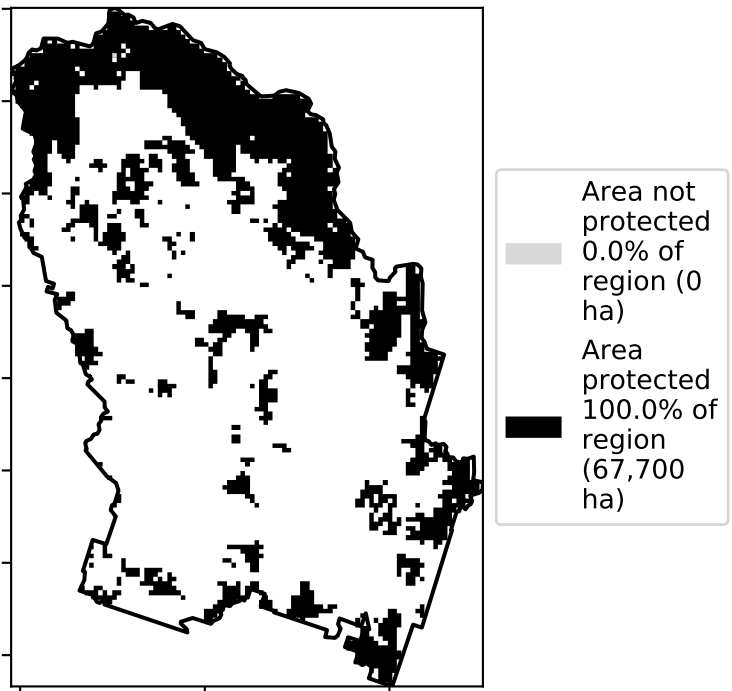 Area not
protected
0.0% of
region (0
ha)
Area
protected
100.0% of
region
(67,700
ha)